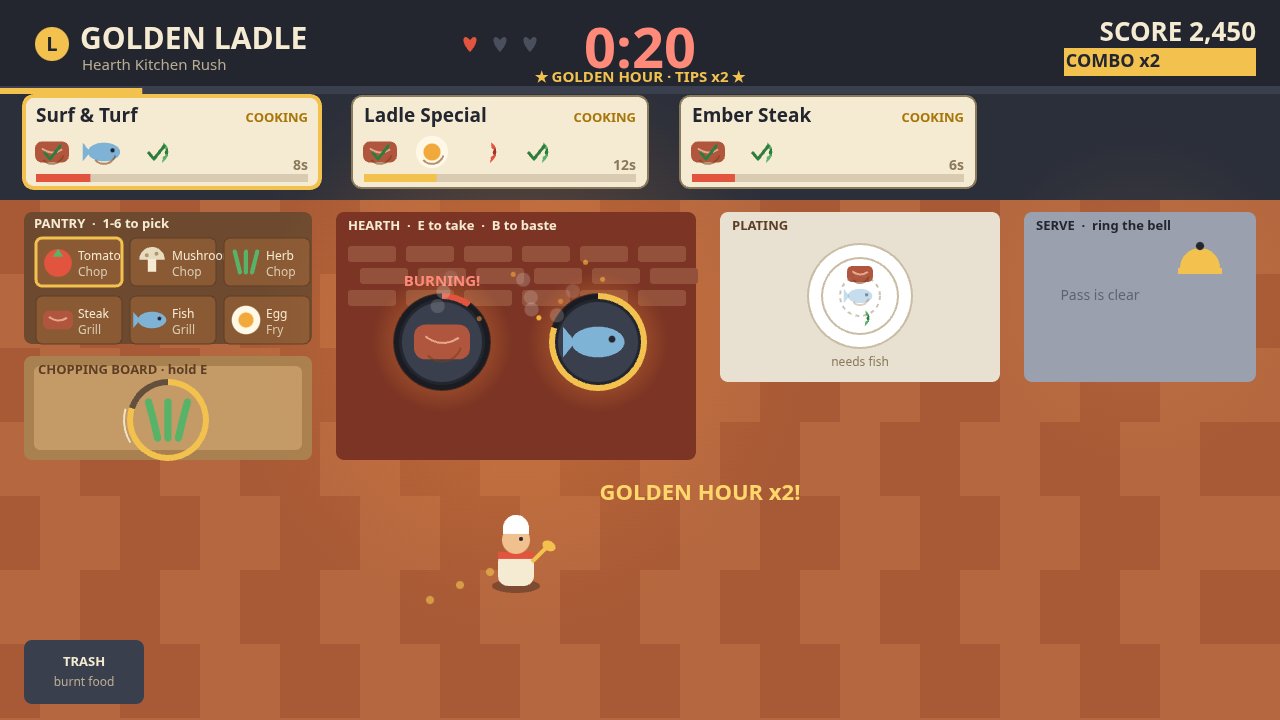 L
GOLDEN LADLE
Hearth Kitchen Rush
0:20
★ GOLDEN HOUR · TIPS x2 ★
SCORE 2,450
COMBO x2
Surf & Turf
COOKING
8s
Ladle Special
COOKING
12s
Ember Steak
COOKING
6s
PANTRY · 1-6 to pick
Tomato
Chop
Mushroo
Chop
Herb
Chop
Steak
Grill
Fish
Grill
Egg
Fry
CHOPPING BOARD · hold E
HEARTH · E to take · B to baste
BURNING!
PLATING
needs fish
SERVE · ring the bell
Pass is clear
GOLDEN HOUR x2!
TRASH
burnt food